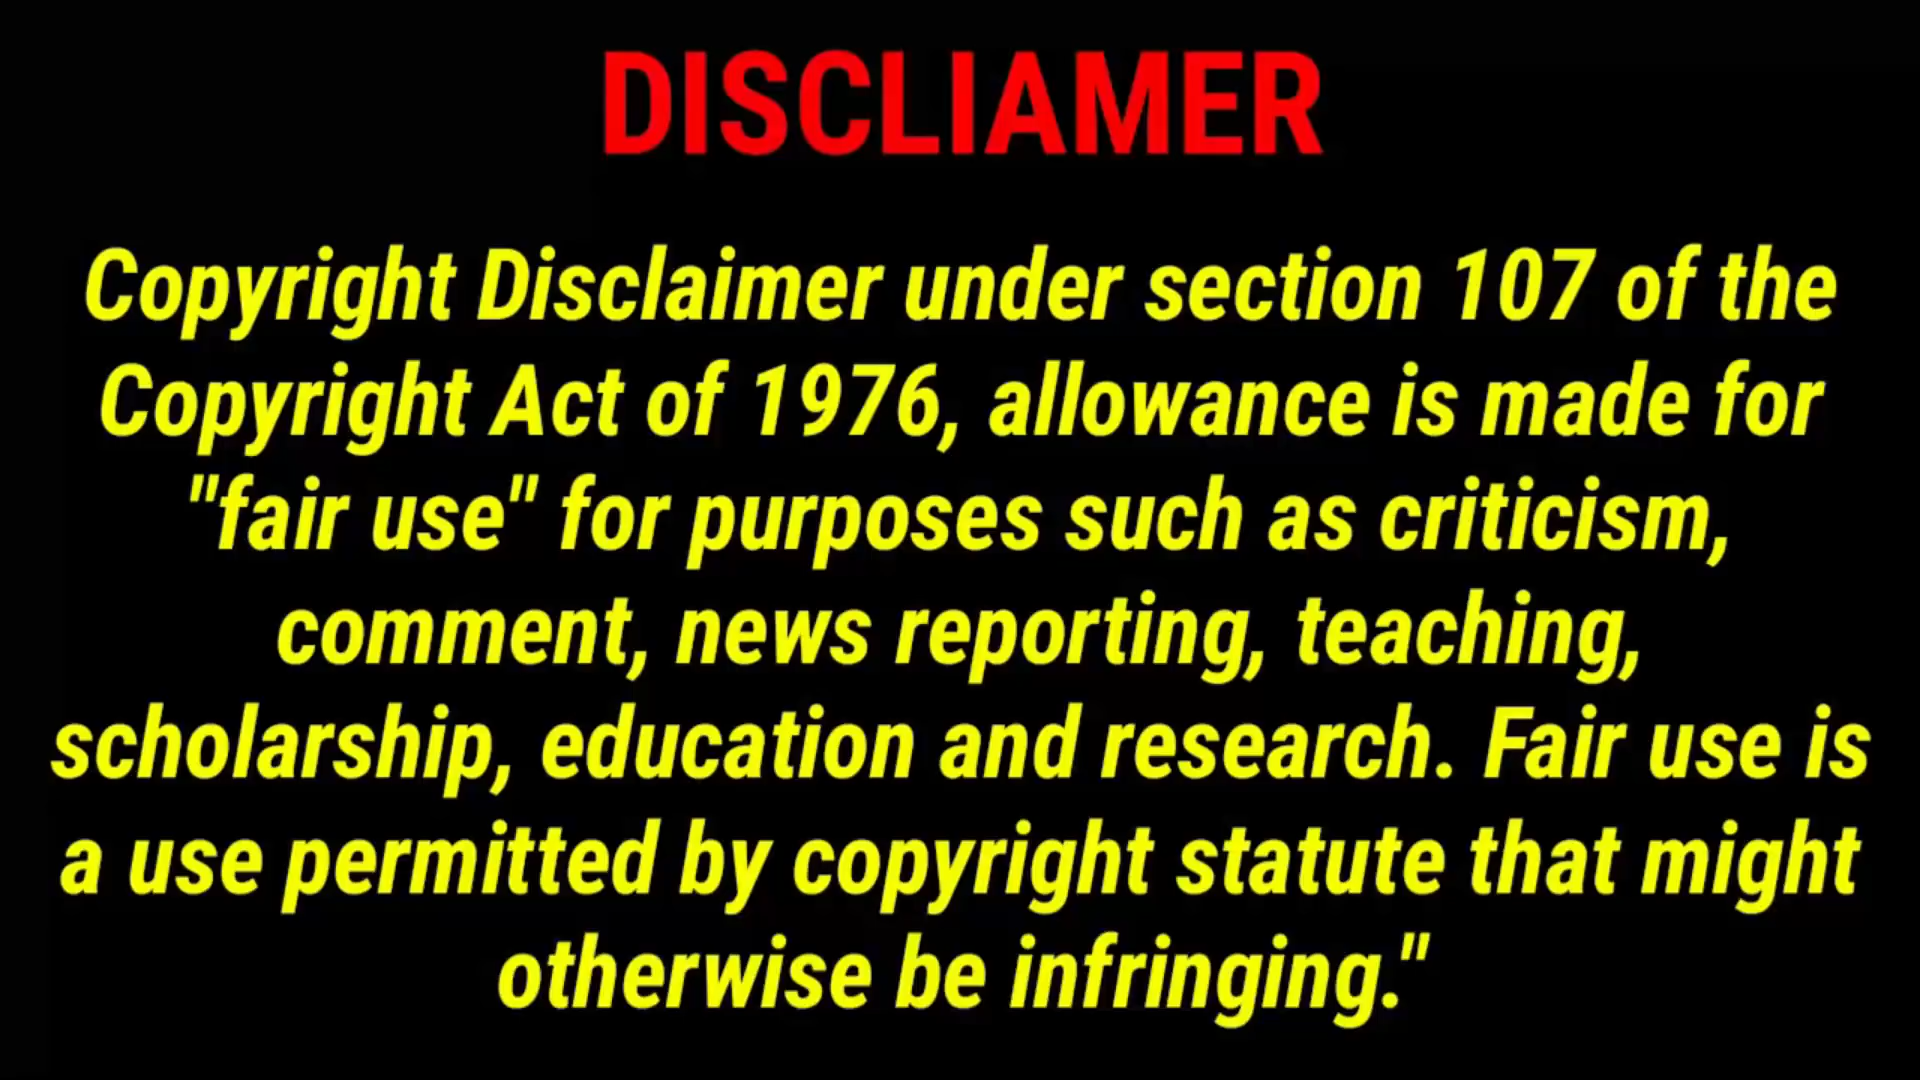 DISCLIAMER
Copyright Disclaimer under section 107 of the
Copyright Act of 1976, allowance is made for
"fair use" for purposes such as criticism,
comment, news reporting, teaching,
scholarship, education and research. Fair use is
a use permitted by copyright statute that might
otherwise be infringing."